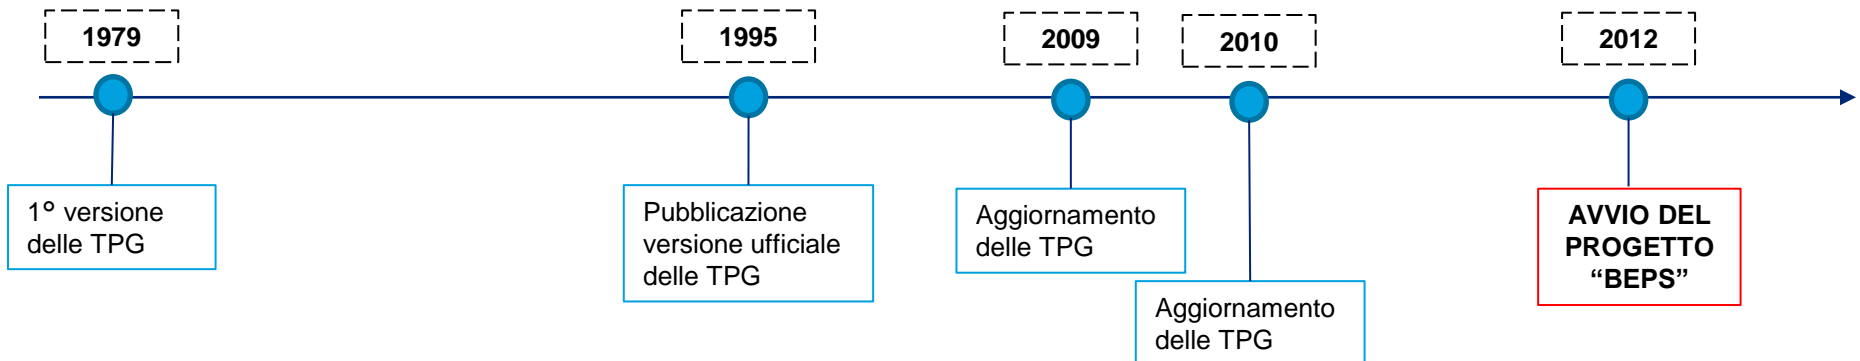 1979
1995
2009
2010
2012
1° versione
delle TPG
Pubblicazione
versione ufficiale
delle TPG
Aggiornamento
delle TPG
Aggiornamento
delle TPG
AVVIO DEL
PROGETTO
“BEPS”